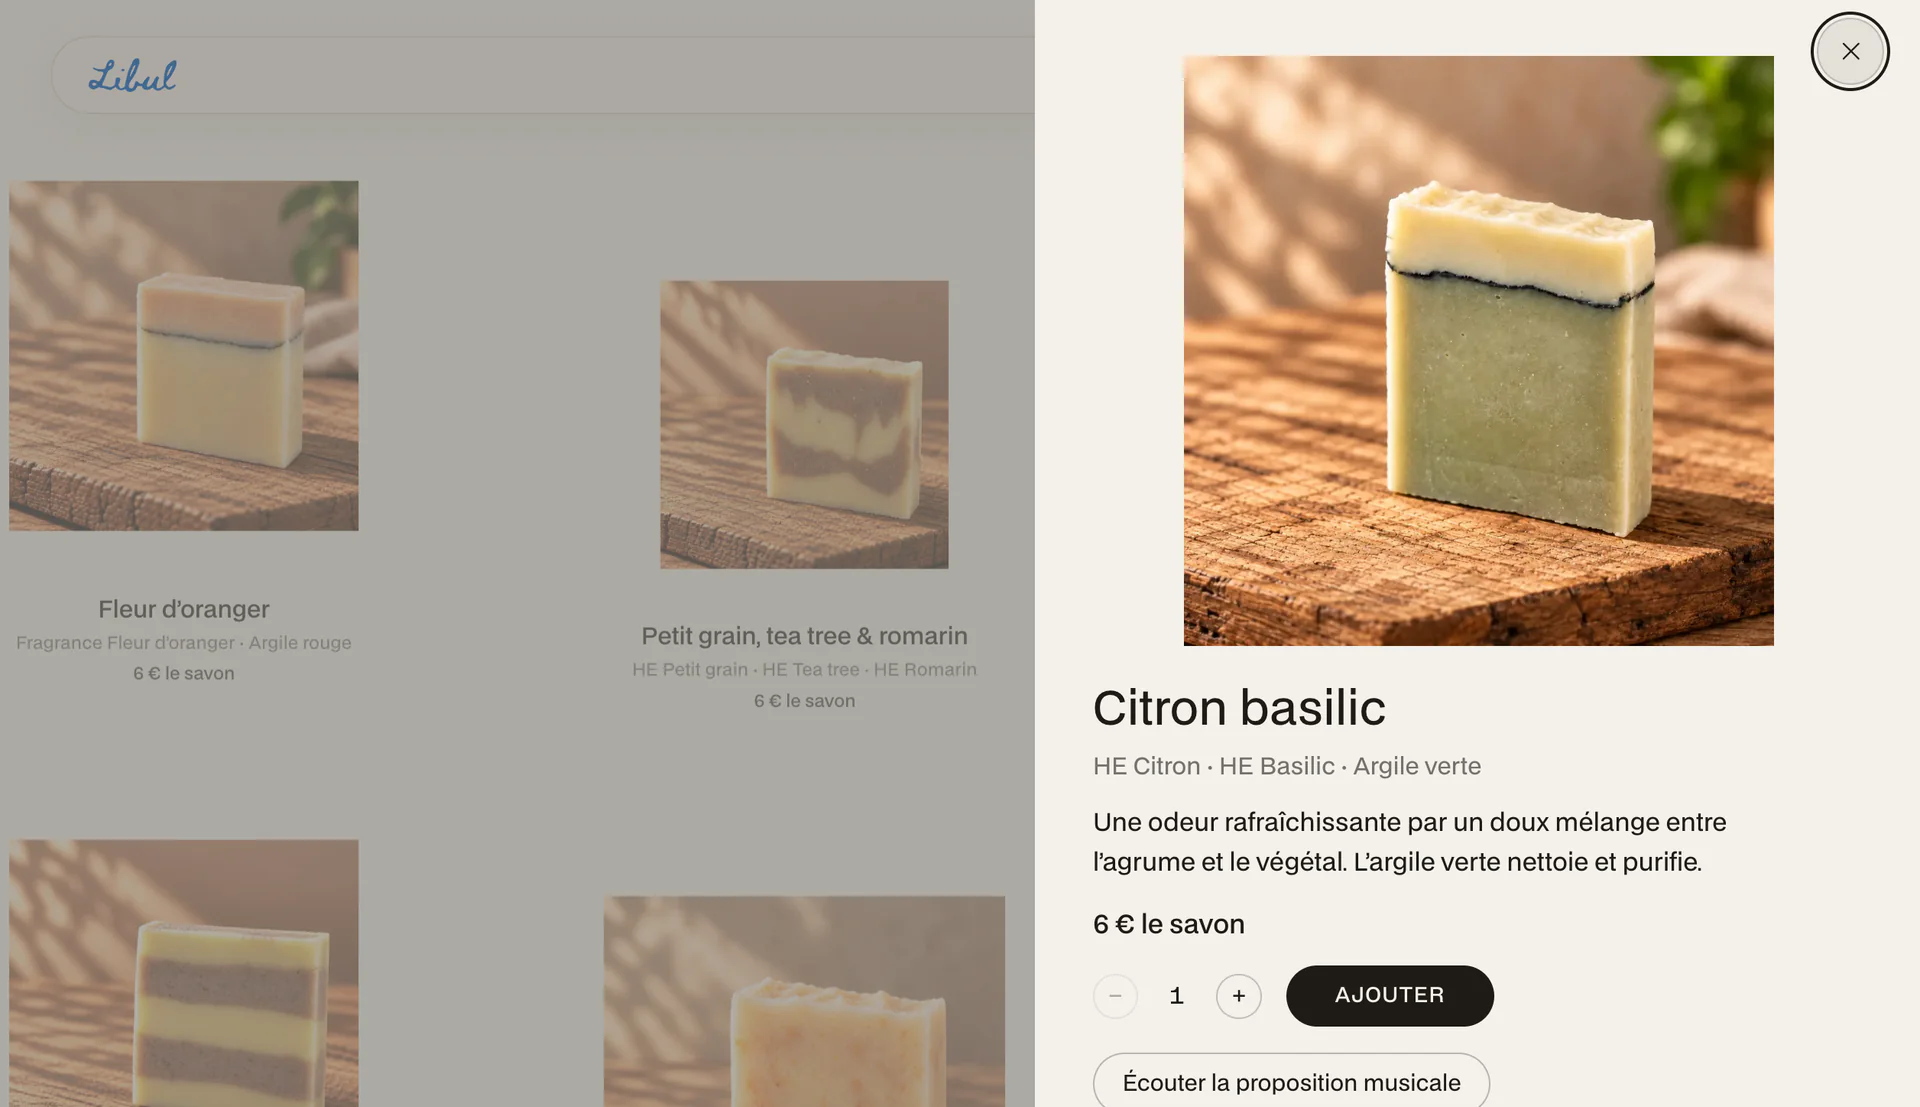 Libul
Fleur d’oranger
Fragrance Fleur d’oranger · Argile rouge
6 € le savon
Petit grain, tea tree & romarin
HE Petit grain · HE Tea tree · HE Romarin
6 € le savon
Citron basilic
HE Citron · HE Basilic · Argile verte
Une odeur rafraîchissante par un doux mélange entre
l’agrume et le végétal. L’argile verte nettoie et purifie.
6 € le savon
− 1 + AJOUTER
Écouter la proposition musicale